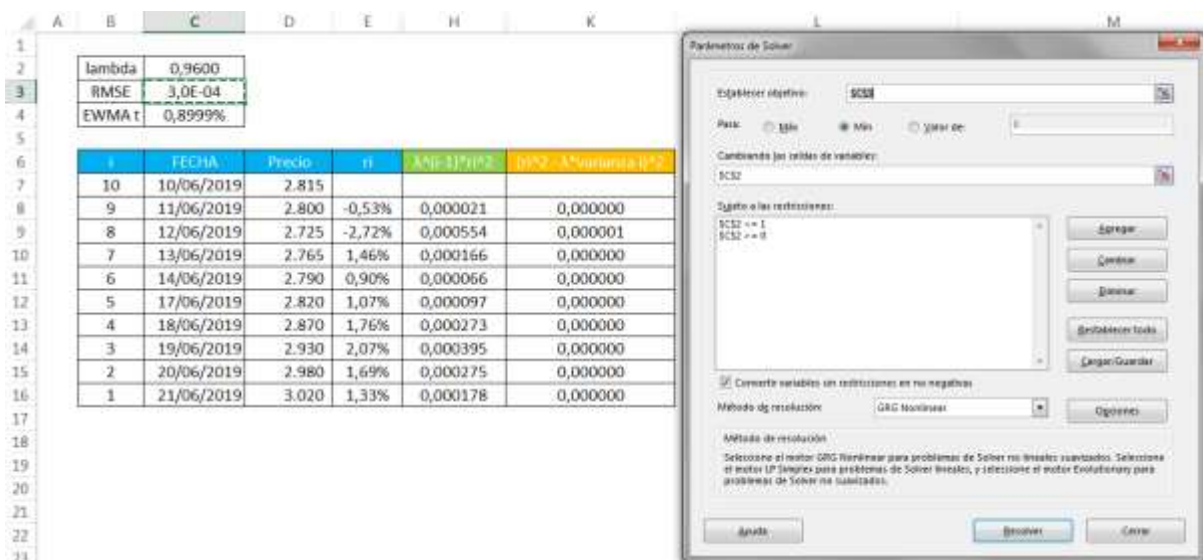 A B C D E H K L M
1
2 lambda 0,9600
3 RMSE 3,0E-04
4 EWMA t 0,8999%
5
6 i FECHA Precio ri λ^(i-1)*ri^2
7 10 10/06/2019 2.815
8 9 11/06/2019 2.800 -0,53% 0,000021 0,000000
9 8 12/06/2019 2.725 -2,72% 0,000554 0,000001
10 7 13/06/2019 2.765 1,46% 0,000166 0,000000
11 6 14/06/2019 2.790 0,90% 0,000066 0,000000
12 5 17/06/2019 2.820 1,07% 0,000097 0,000000
13 4 18/06/2019 2.870 1,76% 0,000273 0,000000
14 3 19/06/2019 2.930 2,07% 0,000395 0,000000
15 2 20/06/2019 2.980 1,69% 0,000275 0,000000
16 1 21/06/2019 3.020 1,33% 0,000178 0,000000
17
18
19
20
21
22
23
Parámetros de Solver
Establecer objetivo: $C$3
Para: Máx Mín Valor de:
Cambiando las celdas de variables:
$C$2
Sujeto a las restricciones:
$C$2 <= 1
$C$2 >= 0
Agregar
Cambiar
Eliminar
Restablecer todo
Cargar/Guardar
Convertir variables sin restricciones en no negativas
Método de resolución: GRG Nonlinear
Opciones
Método de resolución
Seleccione el motor GRG Nonlinear para problemas de Solver no lineales suavizados. Seleccione
el motor LP Simplex para problemas de Solver lineales, y seleccione el motor Evolutionary para
problemas de Solver no suavizados.
Ayuda
Resolver
Cerrar